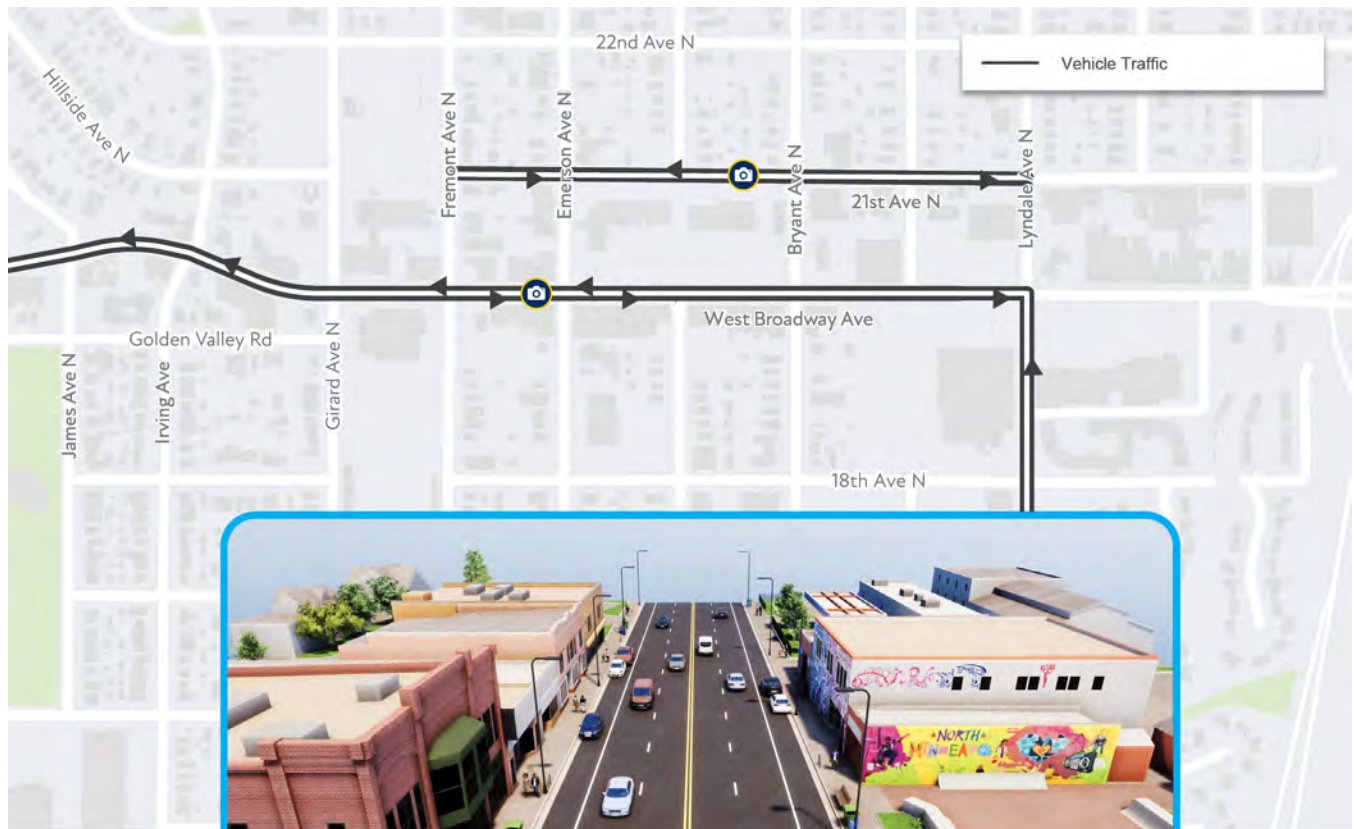 22nd Ave N
Vehicle Traffic
Hillside Ave N
Fremont Ave N
Emerson Ave N
Bryant Ave N
21st Ave N
Lyndale Ave N
West Broadway Ave
Golden Valley Rd
James Ave N
Irving Ave
Girard Ave N
18th Ave N
NORTH
MINNEAPOLIS